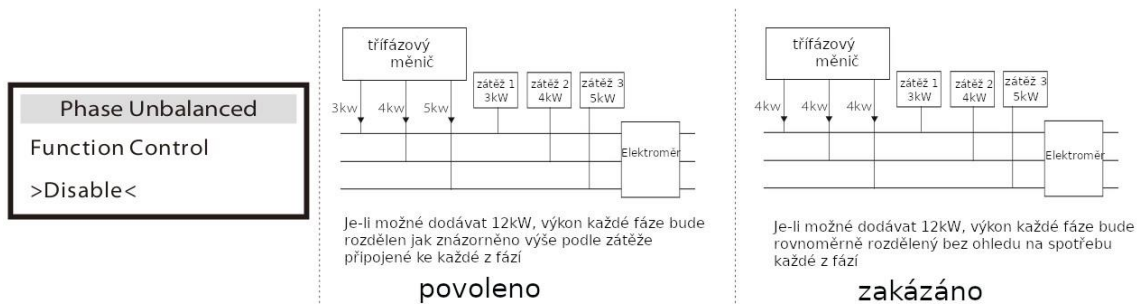 Phase Unbalanced
Function Control
>Disable<
třífázový
měnič
zátěž 1
3kW
zátěž 2
4kW
zátěž 3
5kW
3kw
4kw
5kw
Elektroměr
Je-li možné dodávat 12kW, výkon každé fáze bude
rozdělen jak znázorněno výše podle zátěže
připojené ke každé z fází
povoleno
třífázový
měnič
zátěž 1
3kW
zátěž 2
4kW
zátěž 3
5kW
4kw
4kw
4kw
Elektroměr
Je-li možné dodávat 12kW, výkon každé fáze bude
rovnoměrně rozdělený bez ohledu na spotřebu
každé z fází
zakázáno